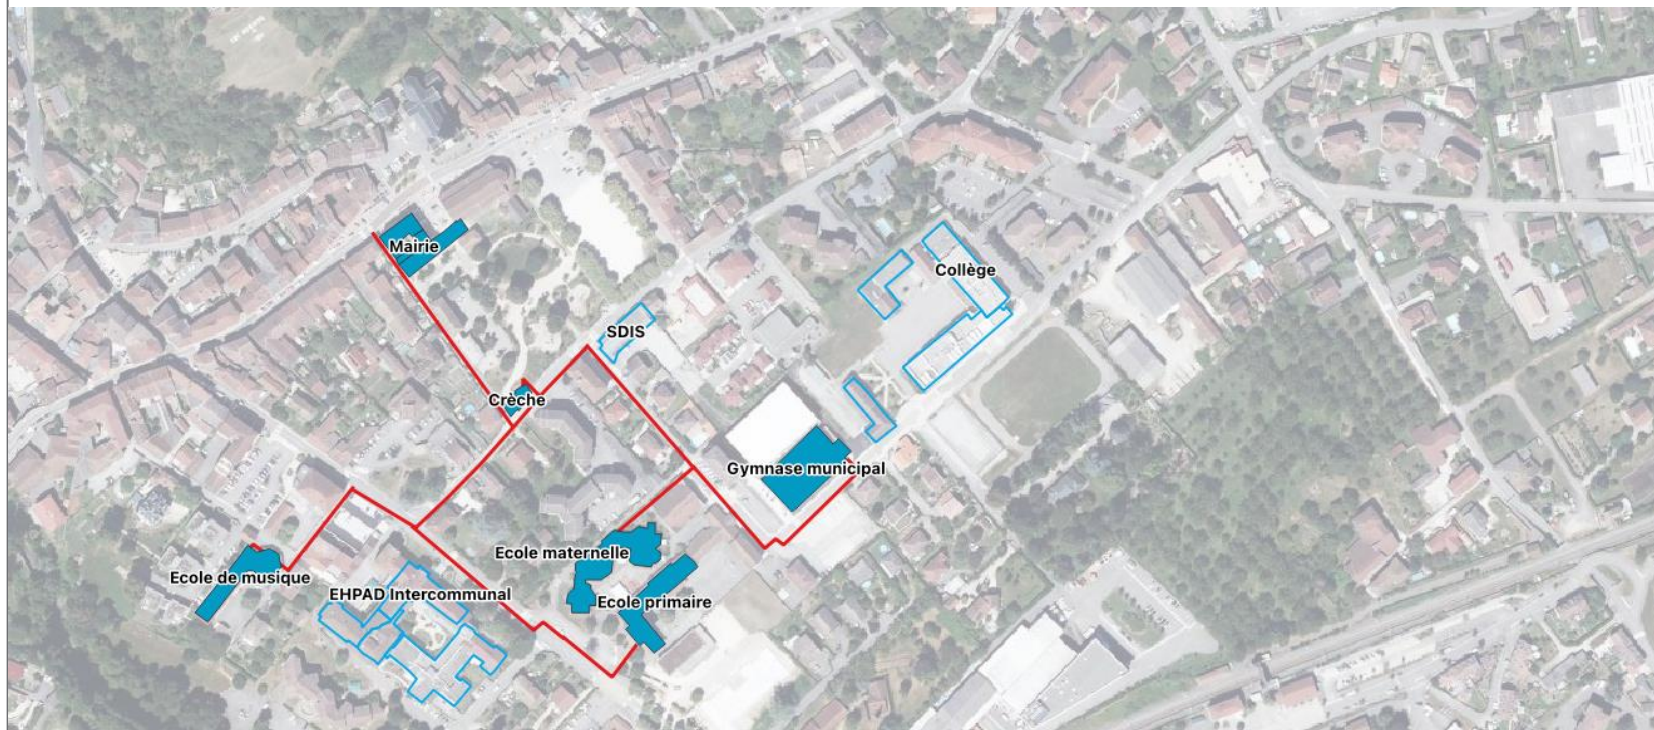 Mairie
Collège
SDIS
Crèche
Gymnase municipal
Ecole maternelle
Ecole de musique
EHPAD Intercommunal
Ecole primaire